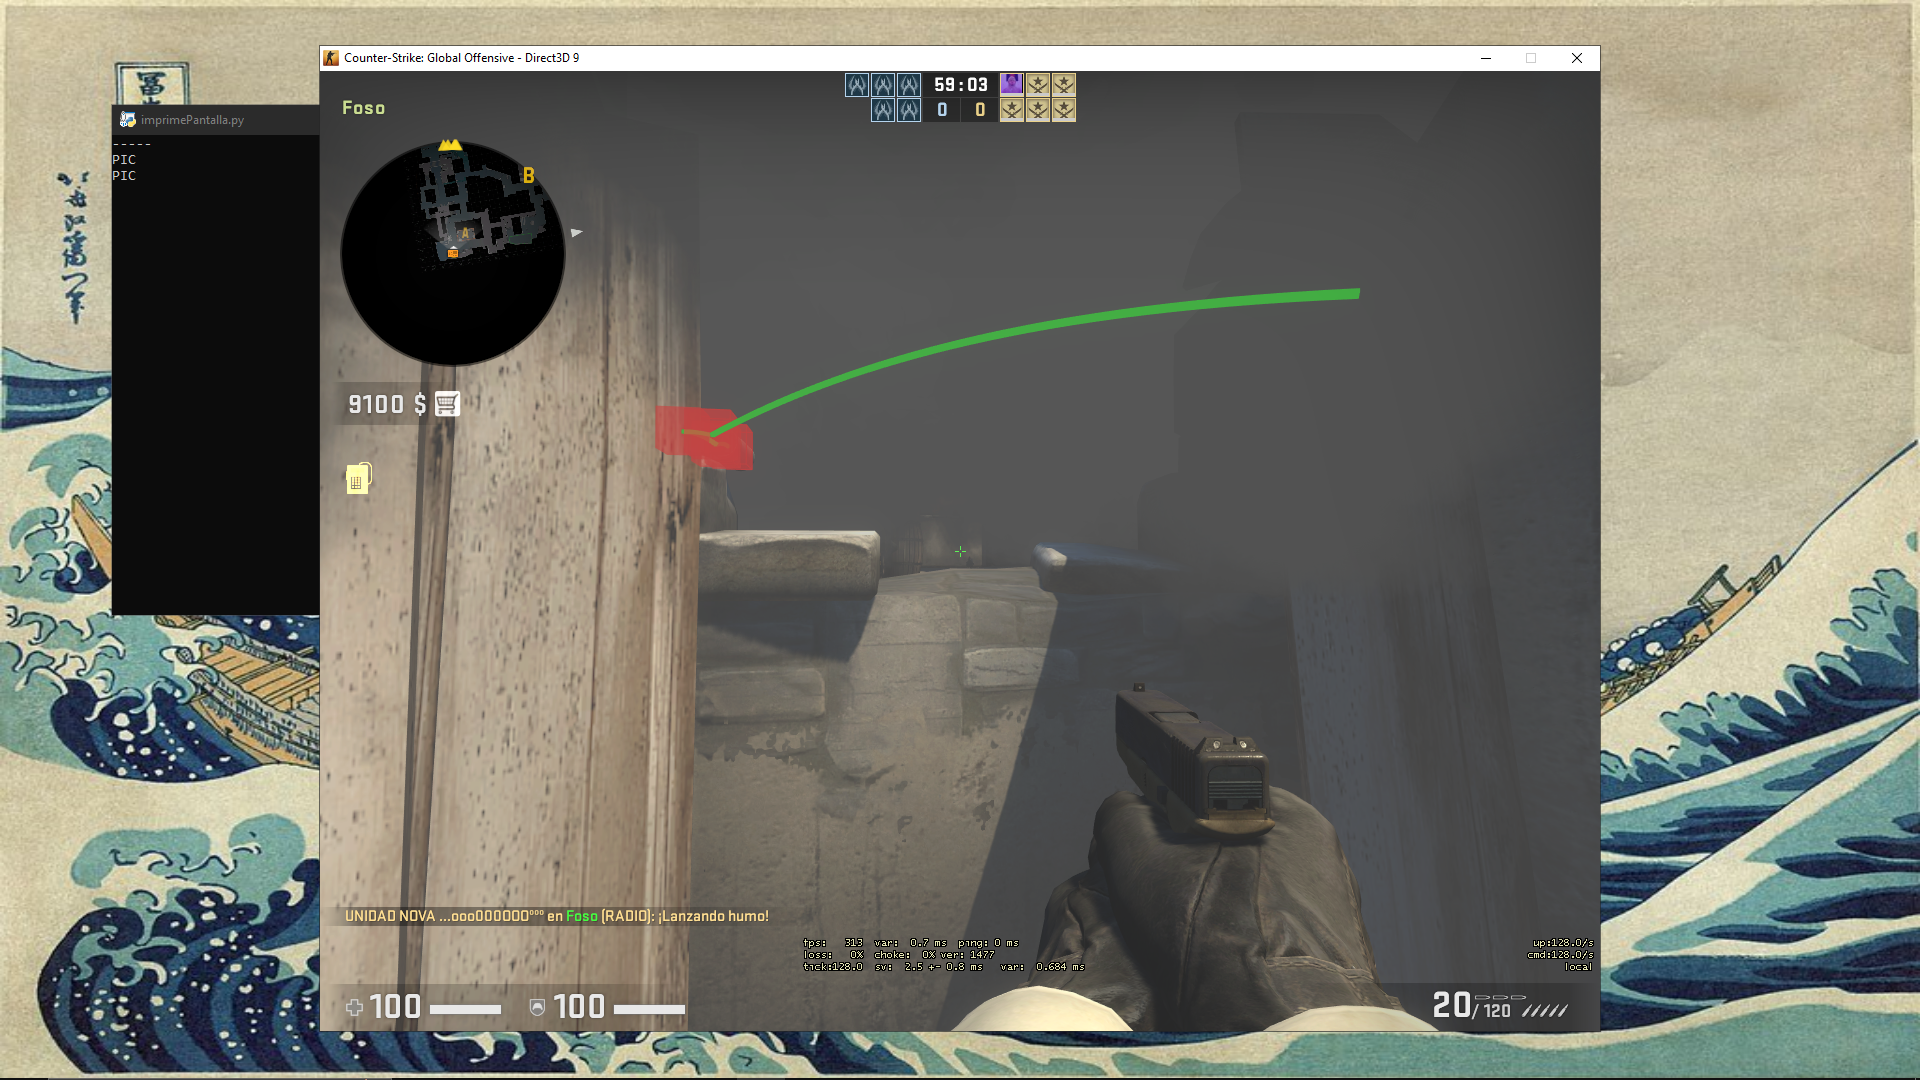 Counter-Strike: Global Offensive - Direct3D 9
imprimePantalla.py
-----
PIC
PIC
59:03
0 0
Foso
B
A
9100 $
UNIDAD NOVA ...ooo000000ººº en Foso (RADIO): ¡Lanzando humo!
fps: 313 var: 0.7 ms ping: 0 ms
loss: 0% choke: 0% ver: 1477
tick:128.0 sv: 2.5 +- 0.8 ms var: 0.684 ms
up:128.0/s
cmd:128.0/s
local
100 100
20/ 120